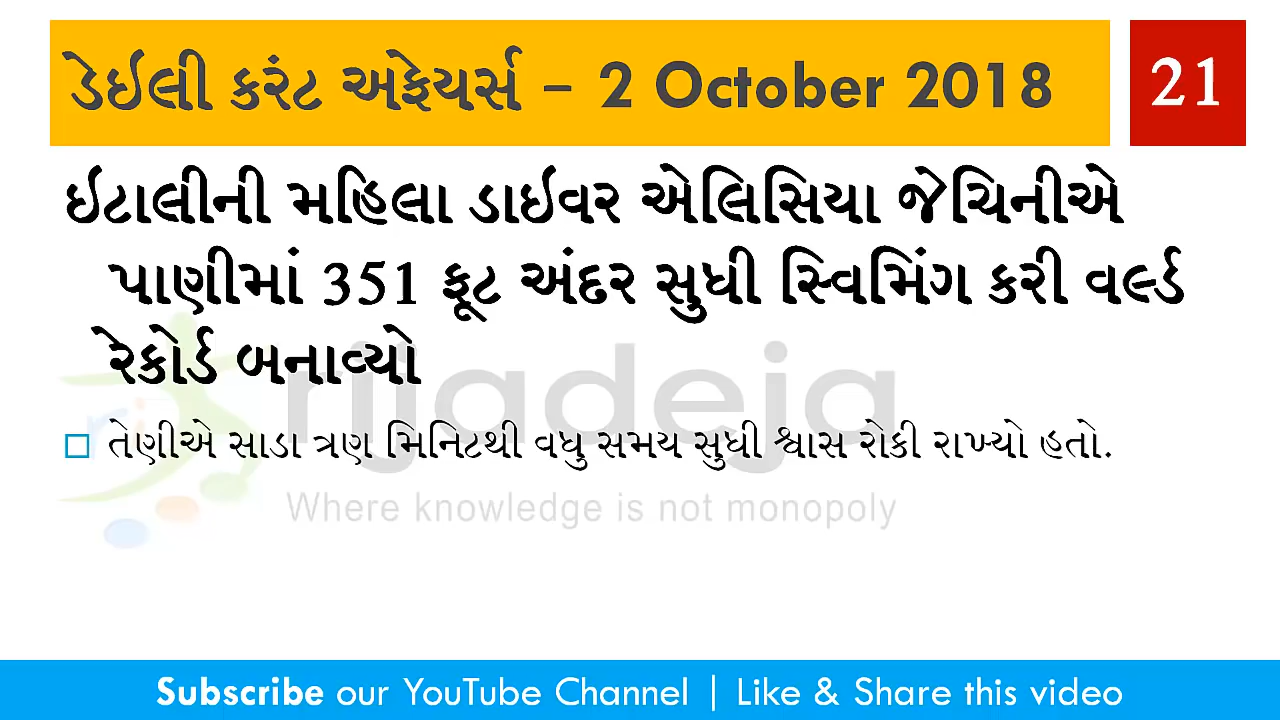 ડેઈલી કરંટ અફેયર્સ – 2 October 2018
21
ઈટાલીની મહિલા ડાઈવર એલિસિયા જેચિનીએ
પાણીમાં 351 ફૂટ અંદર સુધી સ્વિમિંગ કરી વર્લ્ડ
રેકોર્ડ બનાવ્યો
rijadeja
તેણીએ સાડા ત્રણ મિનિટથી વધુ સમય સુધી શ્વાસ રોકી રાખ્યો હતો.
Where knowledge is not monopoly
Subscribe our YouTube Channel | Like & Share this video